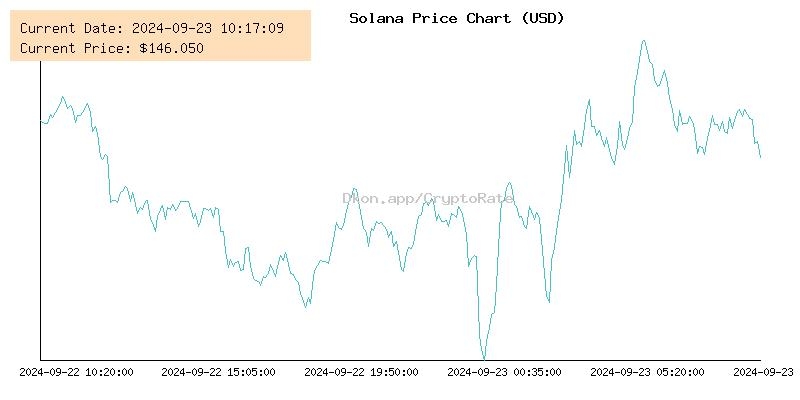 Solana Price Chart (USD)
Current Date: 2024-09-23 10:17:09
Current Price: $146.050
Dkon.app/CryptoRate
2024-09-22 10:20:00
2024-09-22 15:05:00
2024-09-22 19:50:00
2024-09-23 00:35:00
2024-09-23 05:20:00
2024-09-23